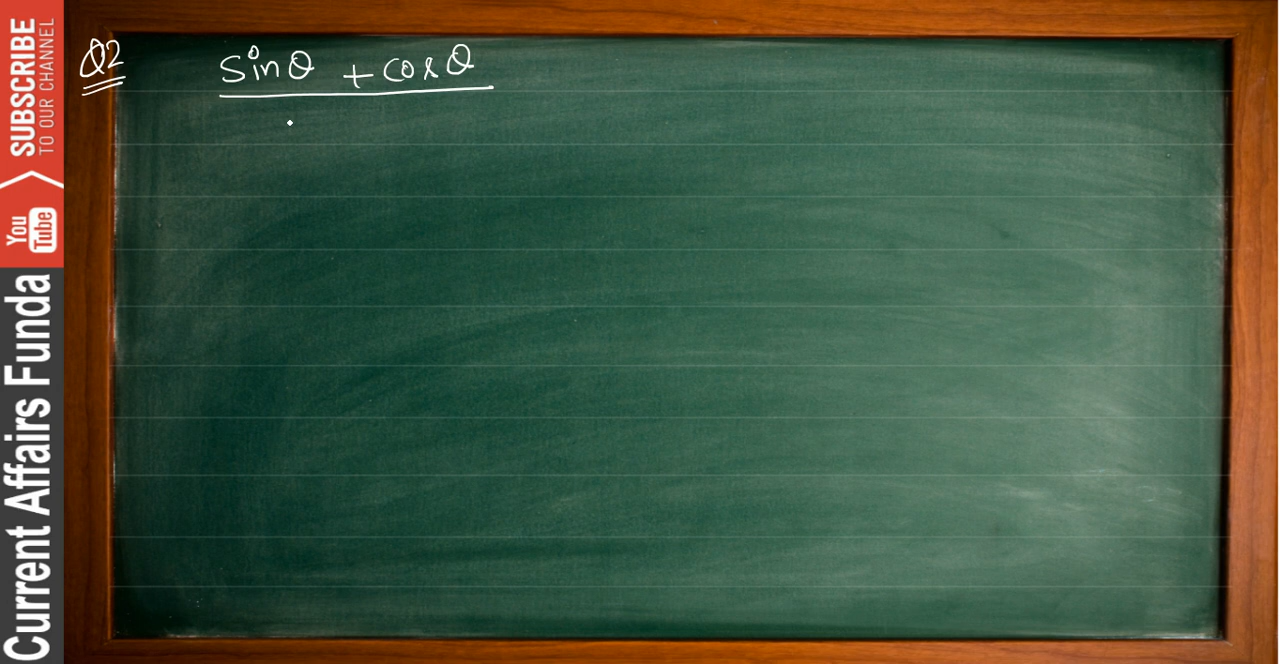 Q2 sinθ + cosθ
SUBSCRIBE
TO OUR CHANNEL
You
Tube
Current Affairs Funda